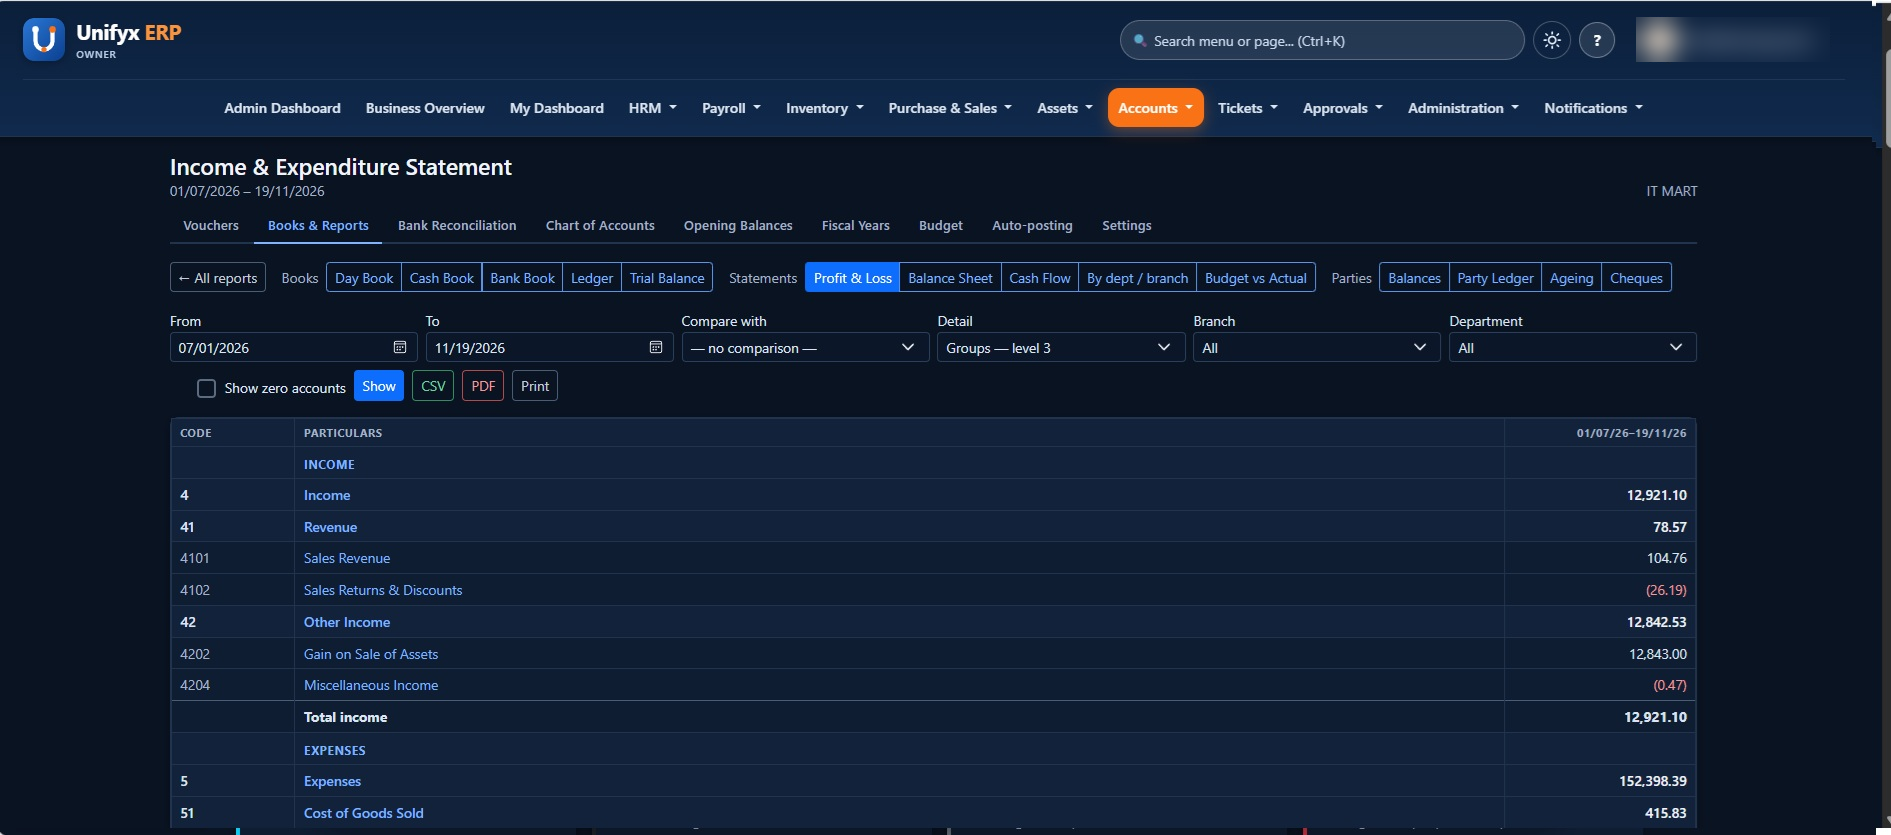 Unifyx ERP
OWNER
Search menu or page... (Ctrl+K)
?
Admin Dashboard Business Overview My Dashboard HRM Payroll Inventory Purchase & Sales Assets Accounts Tickets Approvals Administration Notifications
Income & Expenditure Statement
01/07/2026 – 19/11/2026 IT MART
Vouchers Books & Reports Bank Reconciliation Chart of Accounts Opening Balances Fiscal Years Budget Auto-posting Settings
← All reports Books Day Book Cash Book Bank Book Ledger Trial Balance Statements Profit & Loss Balance Sheet Cash Flow By dept / branch Budget vs Actual Parties Balances Party Ledger Ageing Cheques
From To Compare with Detail Branch Department
07/01/2026 11/19/2026 — no comparison — Groups — level 3 All All
Show zero accounts Show CSV PDF Print
CODE PARTICULARS 01/07/26–19/11/26
INCOME
4 Income 12,921.10
41 Revenue 78.57
4101 Sales Revenue 104.76
4102 Sales Returns & Discounts (26.19)
42 Other Income 12,842.53
4202 Gain on Sale of Assets 12,843.00
4204 Miscellaneous Income (0.47)
Total income 12,921.10
EXPENSES
5 Expenses 152,398.39
51 Cost of Goods Sold 415.83